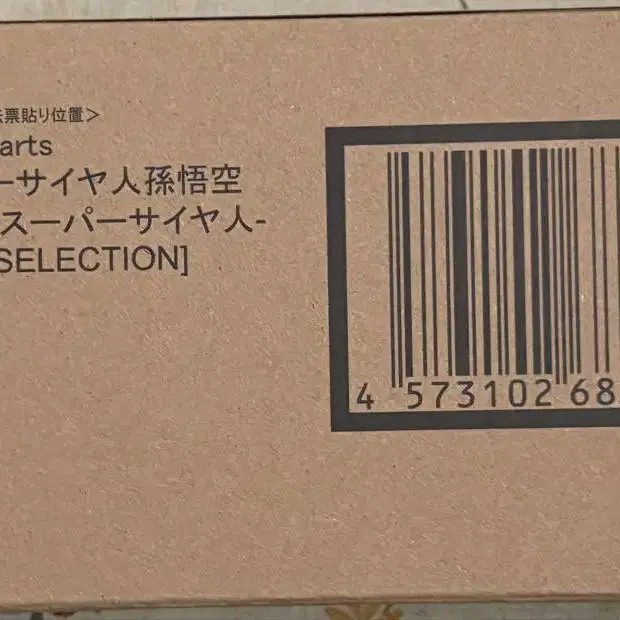 票貼り位置＞
arts
ーサイヤ人孫悟空
スーパーサイヤ人-
SELECTION]
4 573102 68